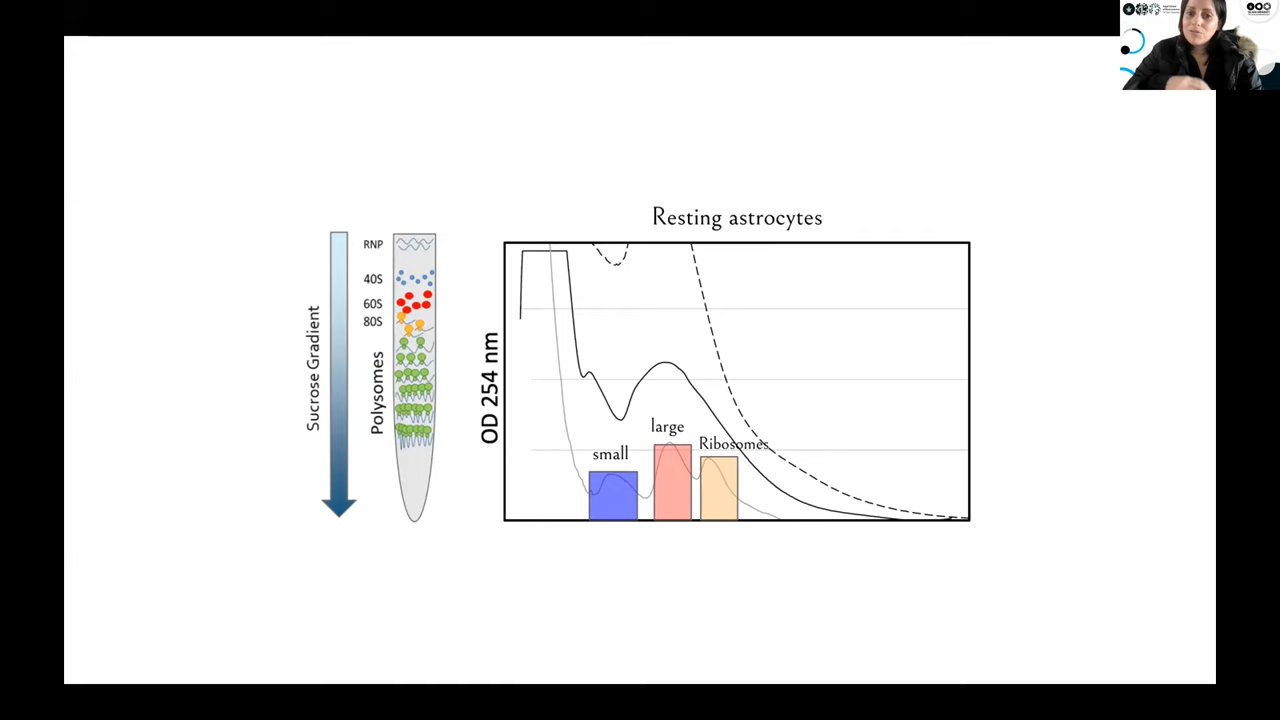 Resting astrocytes
Sucrose Gradient
RNP
40S
60S
80S
Polysomes
OD 254 nm
small
large
Ribosomes